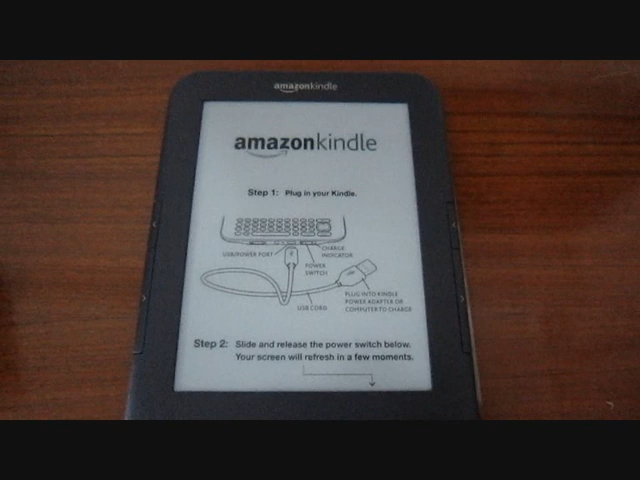 amazonkindle
amazonkindle
Step 1: Plug in your Kindle.
USB/POWER PORT
CHARGE
INDICATOR
POWER
SWITCH
USB CORD
PLUG INTO KINDLE
POWER ADAPTER OR
COMPUTER TO CHARGE
Step 2: Slide and release the power switch below.
Your screen will refresh in a few moments.